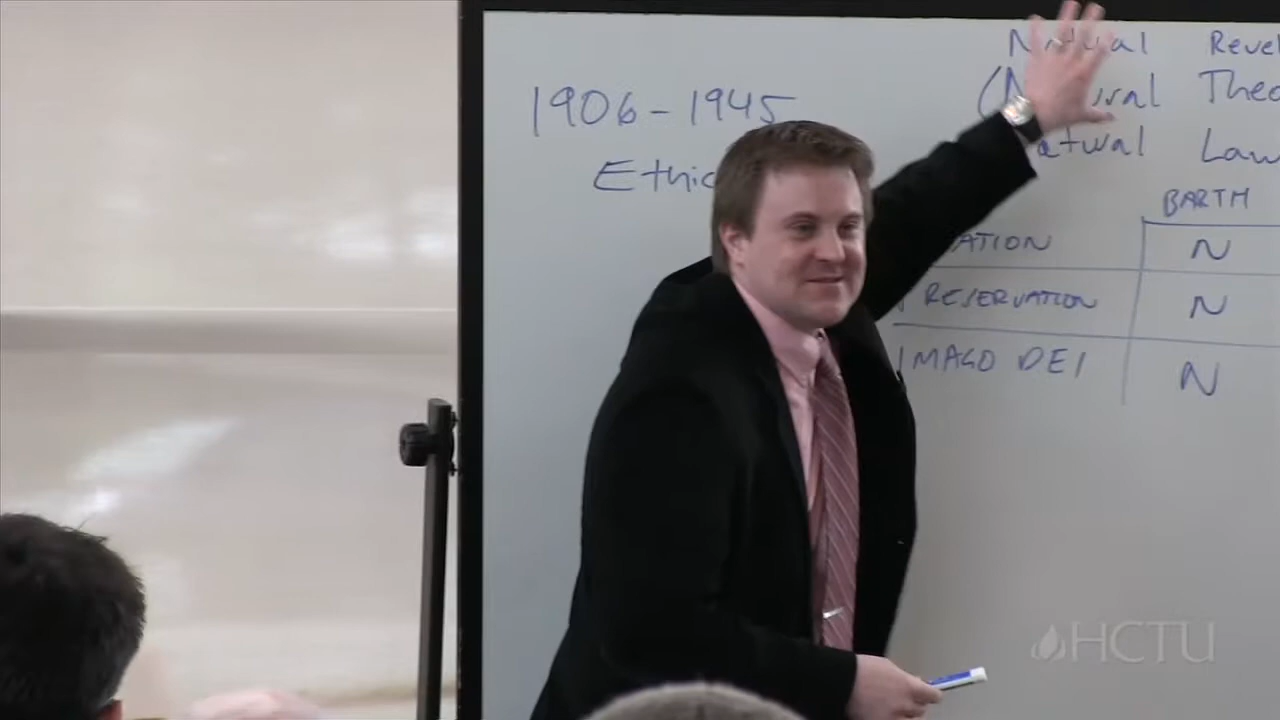 1906-1945
Ethic
Natural Revel
(Natural Theo
Natural Law
BARTH
ATION N
RESERVATION N
IMAGO DEI N
HCTU